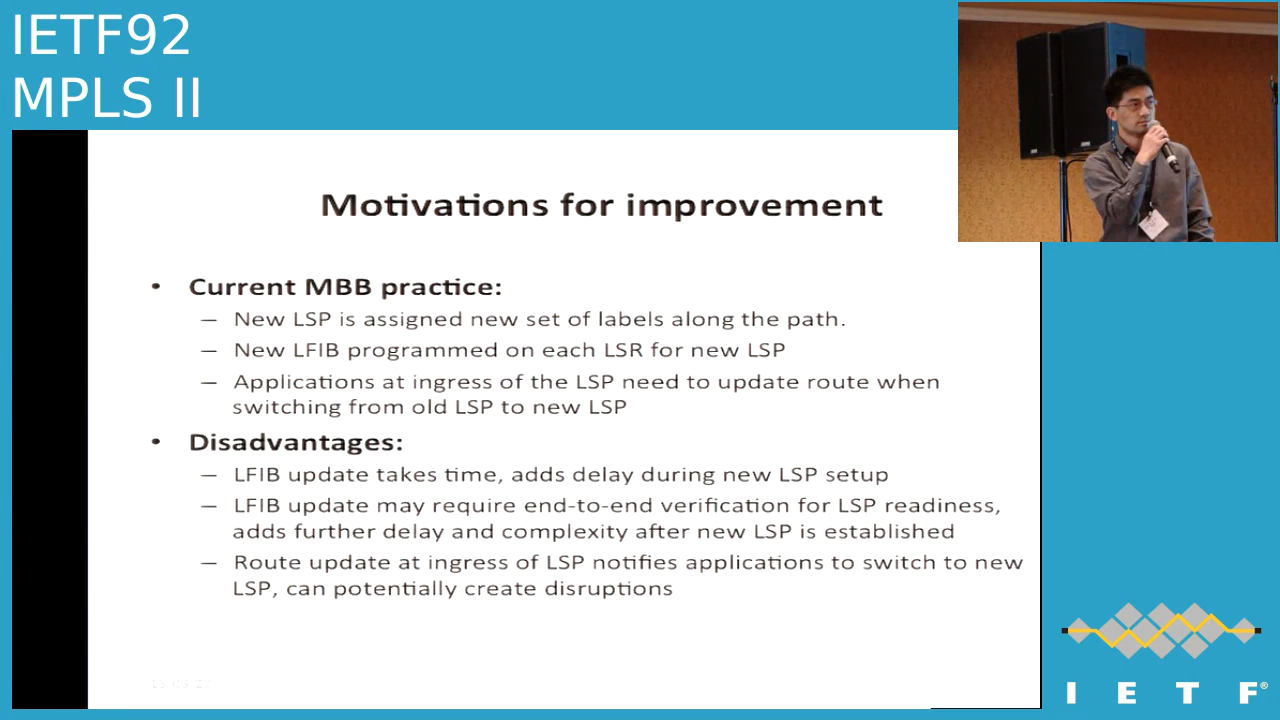 IETF92
MPLS II
Motivations for improvement
• Current MBB practice:
— New LSP is assigned new set of labels along the path.
— New LFIB programmed on each LSR for new LSP
— Applications at ingress of the LSP need to update route when
switching from old LSP to new LSP
• Disadvantages:
— LFIB update takes time, adds delay during new LSP setup
— LFIB update may require end-to-end verification for LSP readiness,
adds further delay and complexity after new LSP is established
— Route update at ingress of LSP notifies applications to switch to new
LSP, can potentially create disruptions
I E T F®